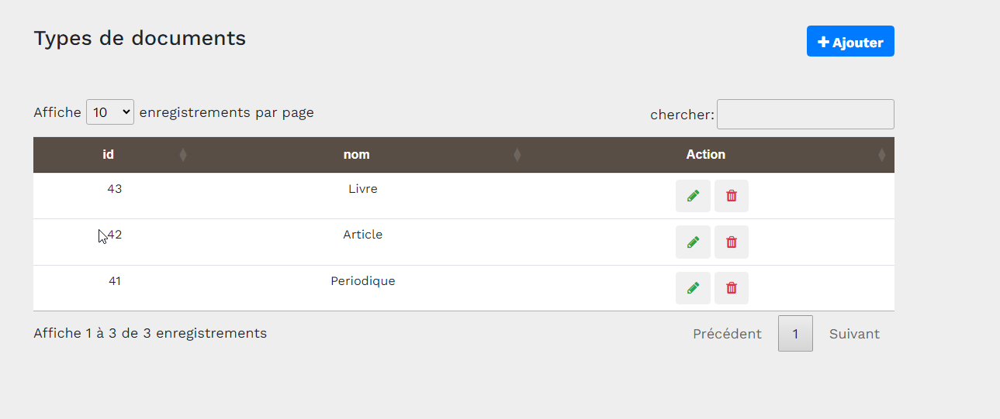 Types de documents
Ajouter
Affiche 10 enregistrements par page
chercher:
id nom Action
43 Livre
42 Article
41 Periodique
Affiche 1 à 3 de 3 enregistrements
Précédent 1 Suivant